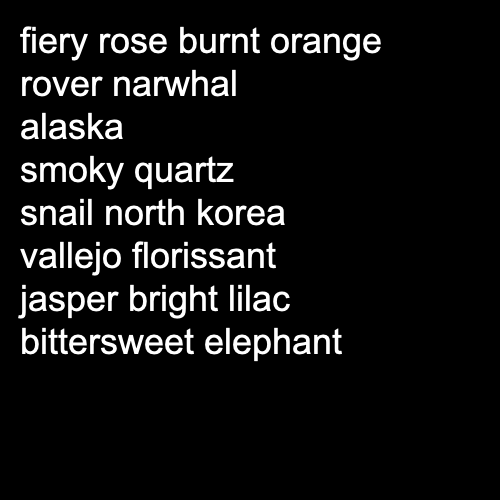 fiery rose burnt orange
rover narwhal
alaska
smoky quartz
snail north korea
vallejo florissant
jasper bright lilac
bittersweet elephant